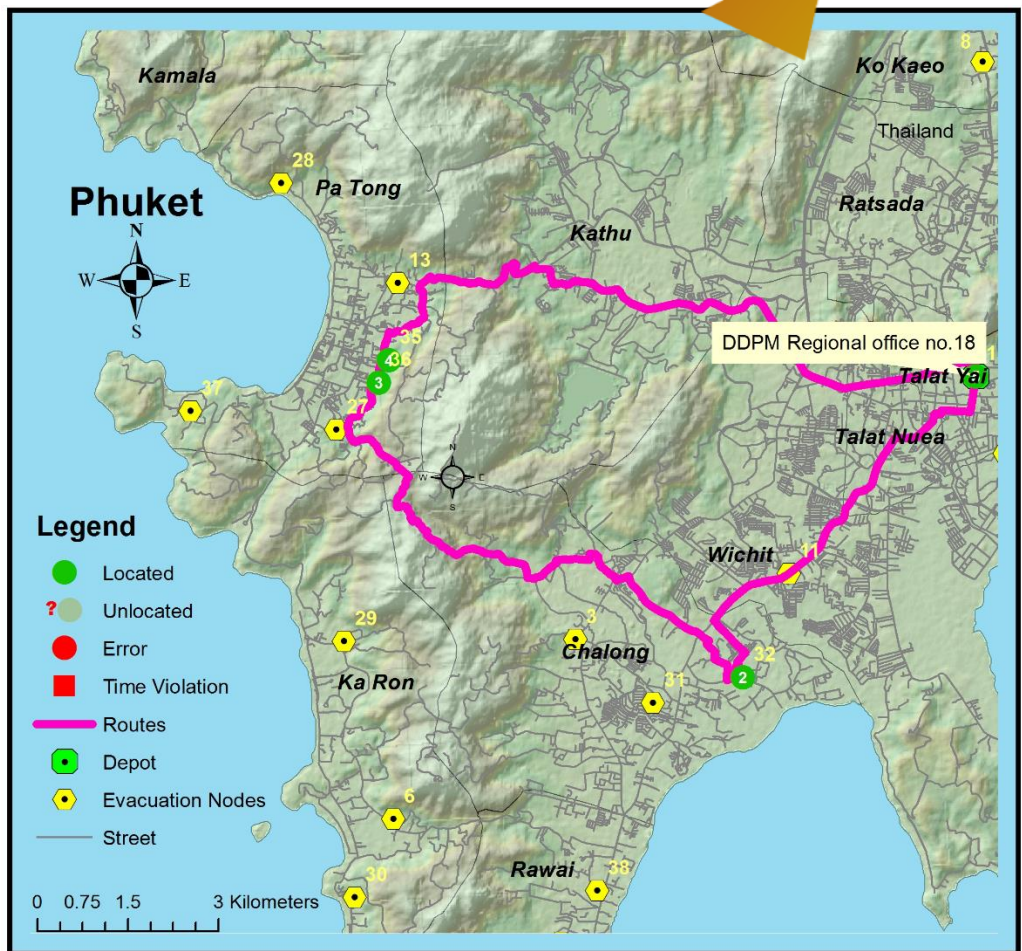 Kamala
Ko Kaeo
8
Thailand
28
Pa Tong
Phuket
Ratsada
N
W
E
S
Kathu
13
35
4
36
3
DDPM Regional office no.18
1
Talat Yai
37
27
Talat Nuea
N
W
E
S
Legend
Located
? Unlocated
Error
Time Violation
Routes
Depot
Evacuation Nodes
Street
Wichit
11
29
3
Chalong
32
2
Ka Ron
31
6
Rawai
38
30
0 0.75 1.5 3 Kilometers